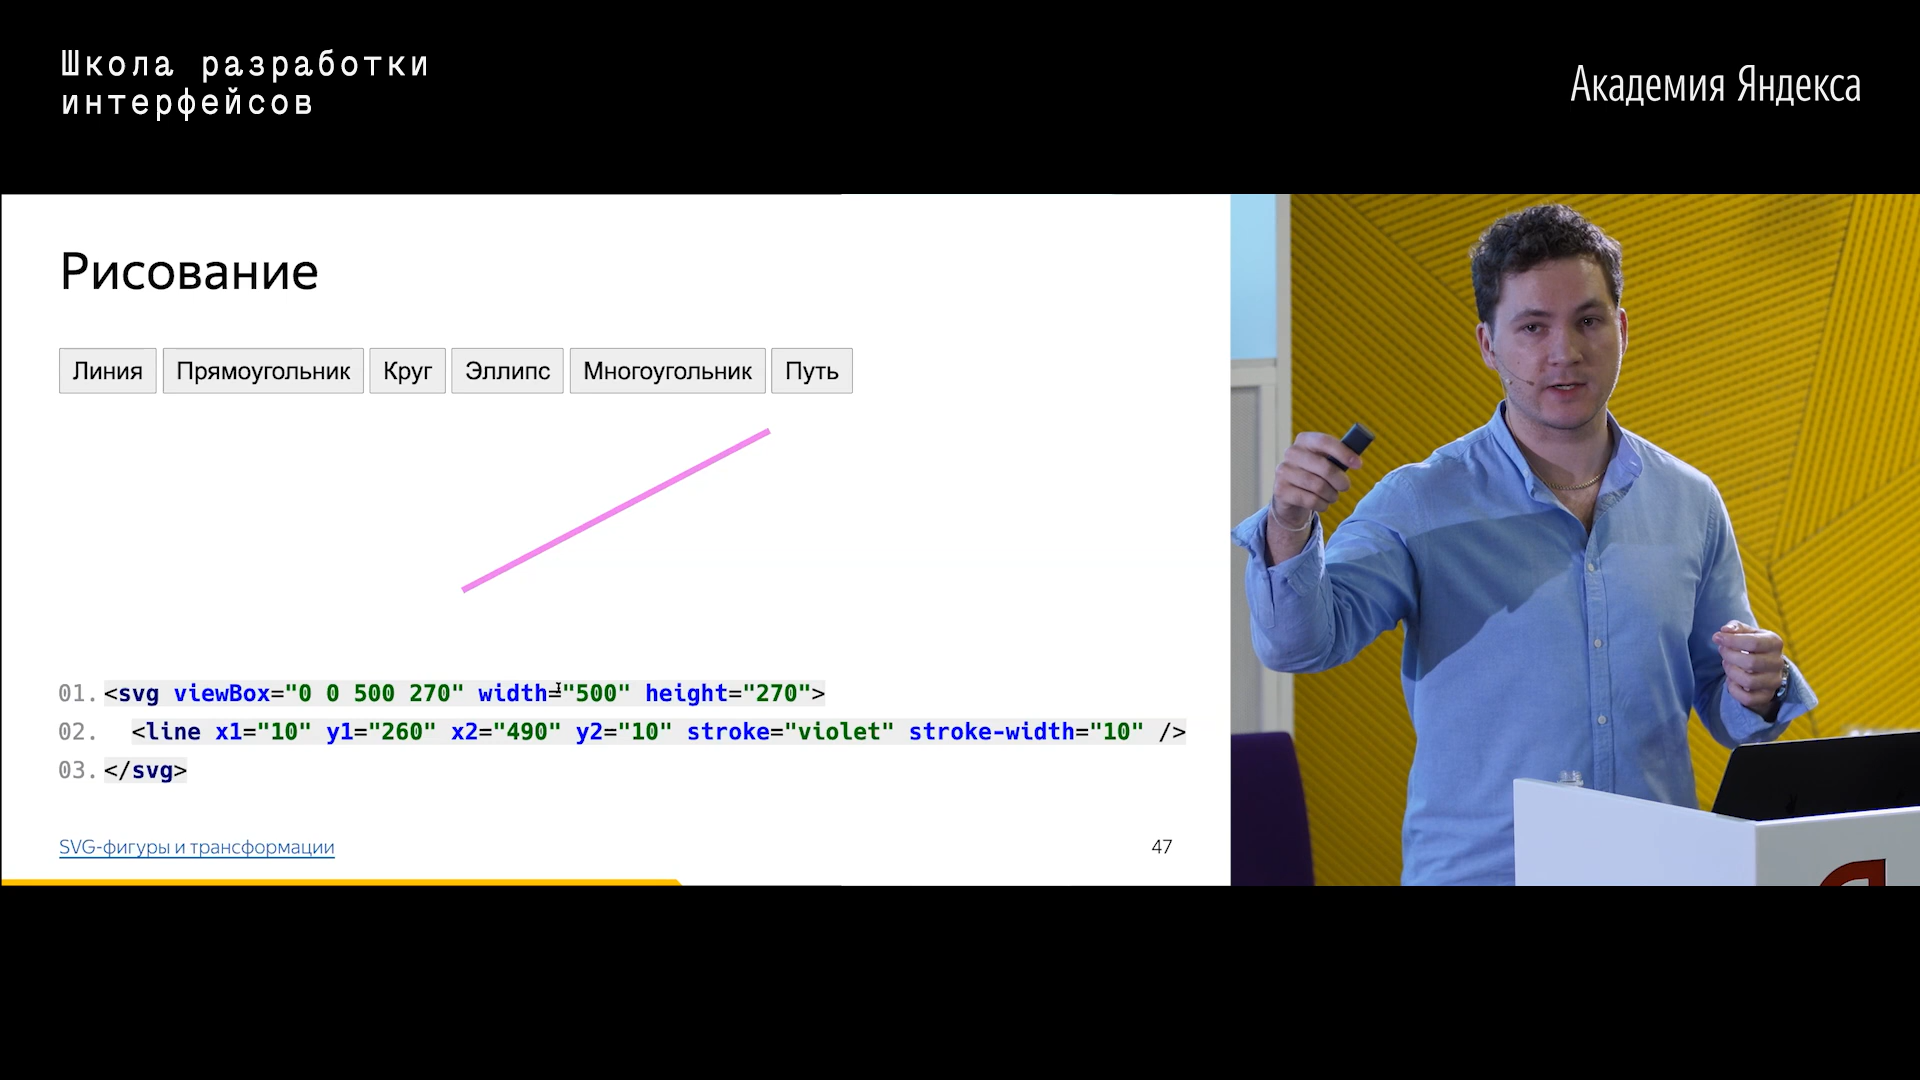 Школа разработки
интерфейсов
Академия Яндекса
Рисование
Линия Прямоугольник Круг Эллипс Многоугольник Путь
01. <svg viewBox="0 0 500 270" width="500" height="270">
02. <line x1="10" y1="260" x2="490" y2="10" stroke="violet" stroke-width="10" />
03. </svg>
SVG-фигуры и трансформации
47